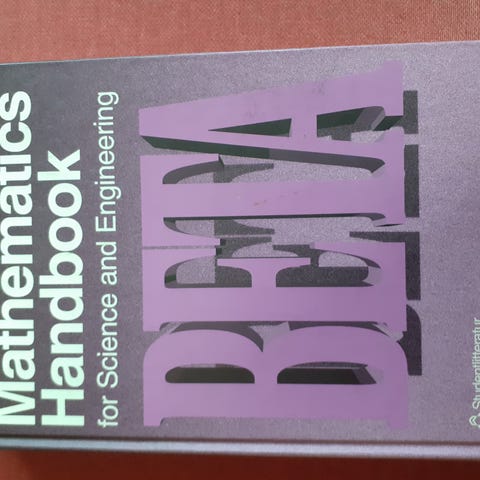 Mathematics
Handbook
for Science and Engineering
BETA
Studentlitteratur